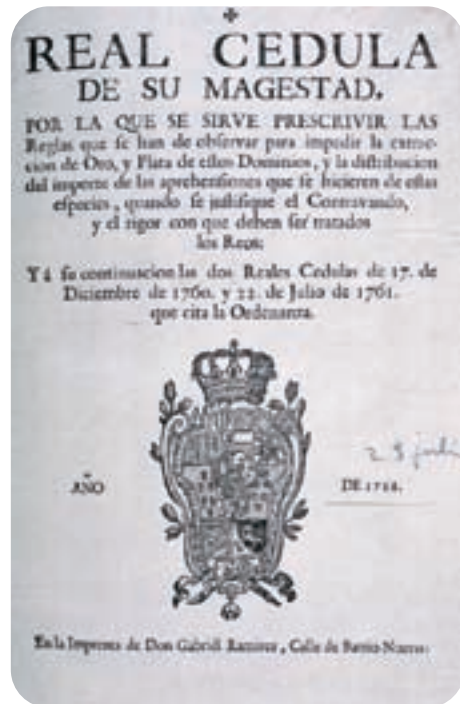 REAL CEDULA
DE SU MAGESTAD,
POR LA QUE SE SIRVE PRESCRIVIR LAS
Reglas que se han de observar para impedir la extrac-
cion de Oro, y Plata de estos Dominios, y la distribucion
del importe de las aprehensiones que se hicieren de estas
especies, quando se justifique el Contravando,
y el rigor con que deben ser tratados
los Reos:
Y á su continuacion las dos Reales Cedulas de 17. de
Diciembre de 1760. y 22. de Julio de 1761.
que cita la Ordenanza.
AÑO DE
En la Imprenta de Don Gabriel Ramirez, Calle de Barrio-Nuevo.